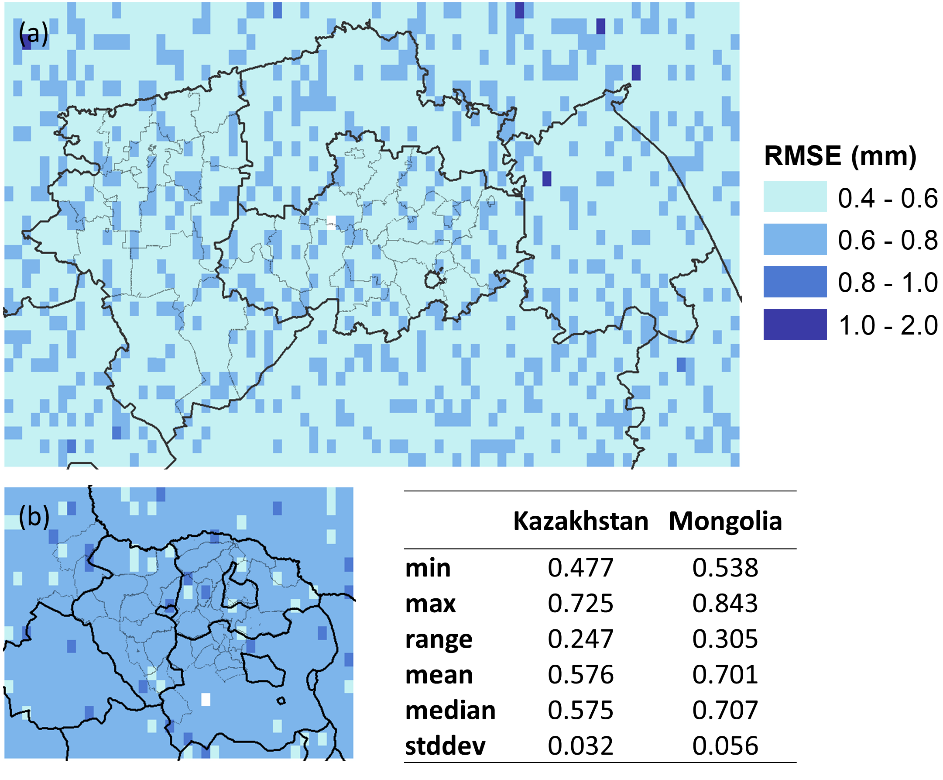 (a)
RMSE (mm)
0.4 - 0.6
0.6 - 0.8
0.8 - 1.0
1.0 - 2.0
(b)
Kazakhstan Mongolia
min 0.477 0.538
max 0.725 0.843
range 0.247 0.305
mean 0.576 0.701
median 0.575 0.707
stddev 0.032 0.056